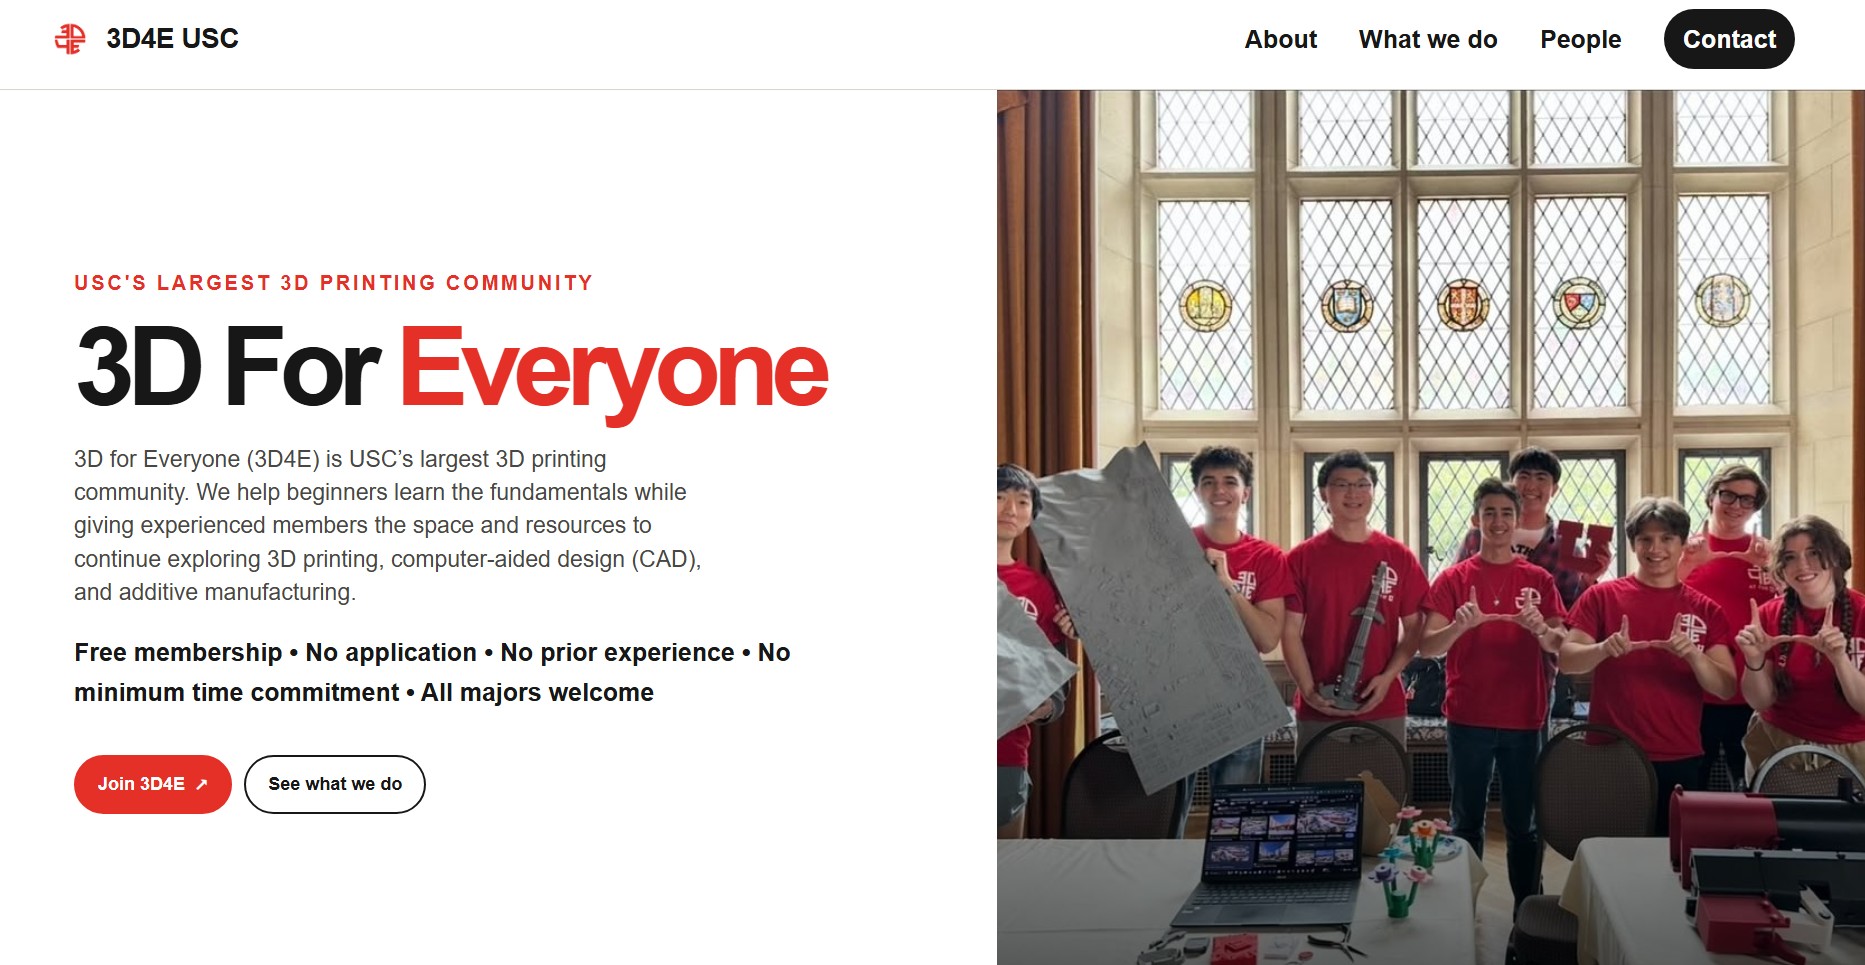 3D4E USC
About
What we do
People
Contact
USC'S LARGEST 3D PRINTING COMMUNITY
3D For Everyone
3D for Everyone (3D4E) is USC’s largest 3D printing
community. We help beginners learn the fundamentals while
giving experienced members the space and resources to
continue exploring 3D printing, computer-aided design (CAD),
and additive manufacturing.
Free membership • No application • No prior experience • No
minimum time commitment • All majors welcome
Join 3D4E ↗
See what we do